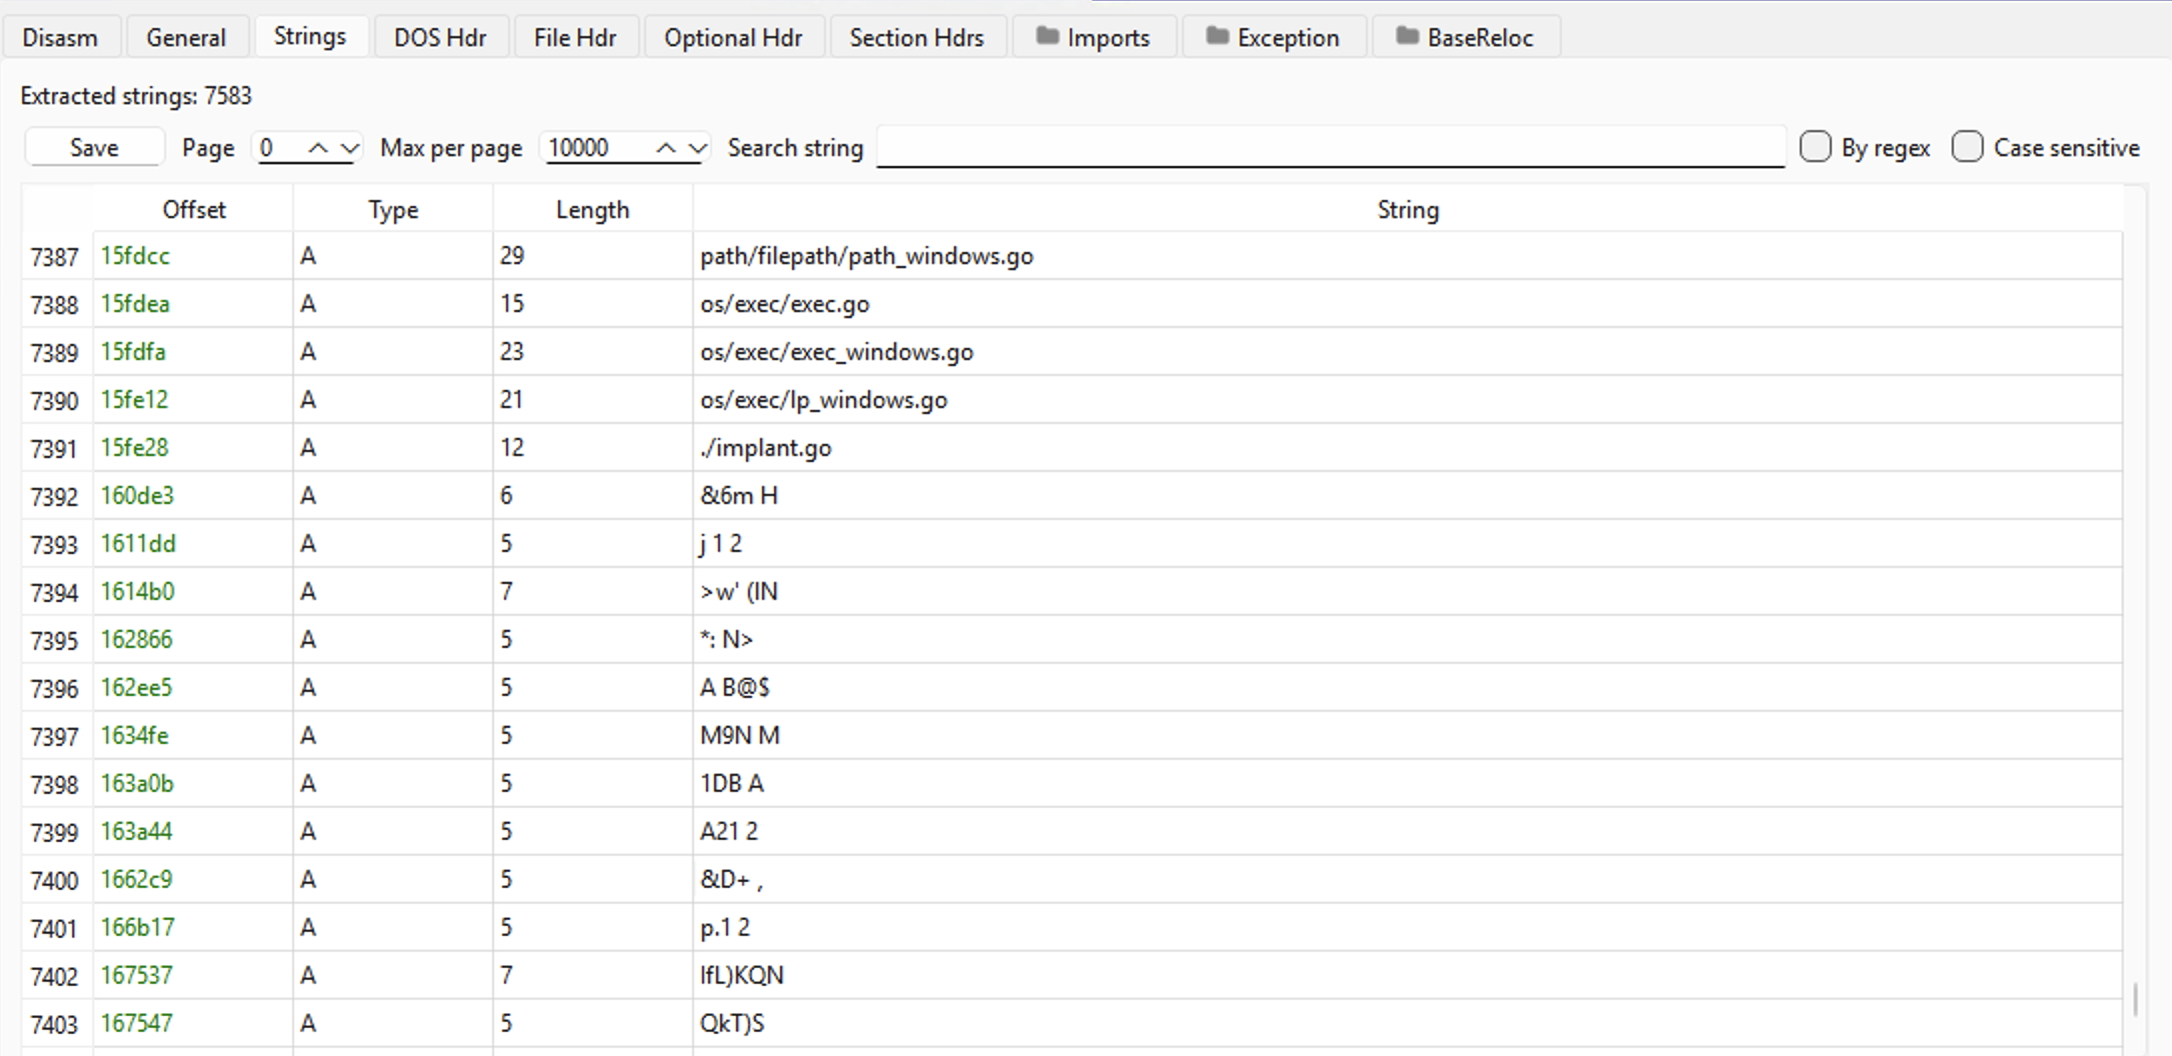 Disasm General Strings DOS Hdr File Hdr Optional Hdr Section Hdrs Imports Exception BaseReloc
Extracted strings: 7583
Save Page 0 Max per page 10000 Search string By regex Case sensitive
Offset Type Length String
7387 15fdcc A 29 path/filepath/path_windows.go
7388 15fdea A 15 os/exec/exec.go
7389 15fdfa A 23 os/exec/exec_windows.go
7390 15fe12 A 21 os/exec/lp_windows.go
7391 15fe28 A 12 ./implant.go
7392 160de3 A 6 &6m H
7393 1611dd A 5 j 1 2
7394 1614b0 A 7 >w' (IN
7395 162866 A 5 *: N>
7396 162ee5 A 5 A B@$
7397 1634fe A 5 M9N M
7398 163a0b A 5 1DB A
7399 163a44 A 5 A21 2
7400 1662c9 A 5 &D+ ,
7401 166b17 A 5 p.1 2
7402 167537 A 7 IfL)KQN
7403 167547 A 5 QkT)S